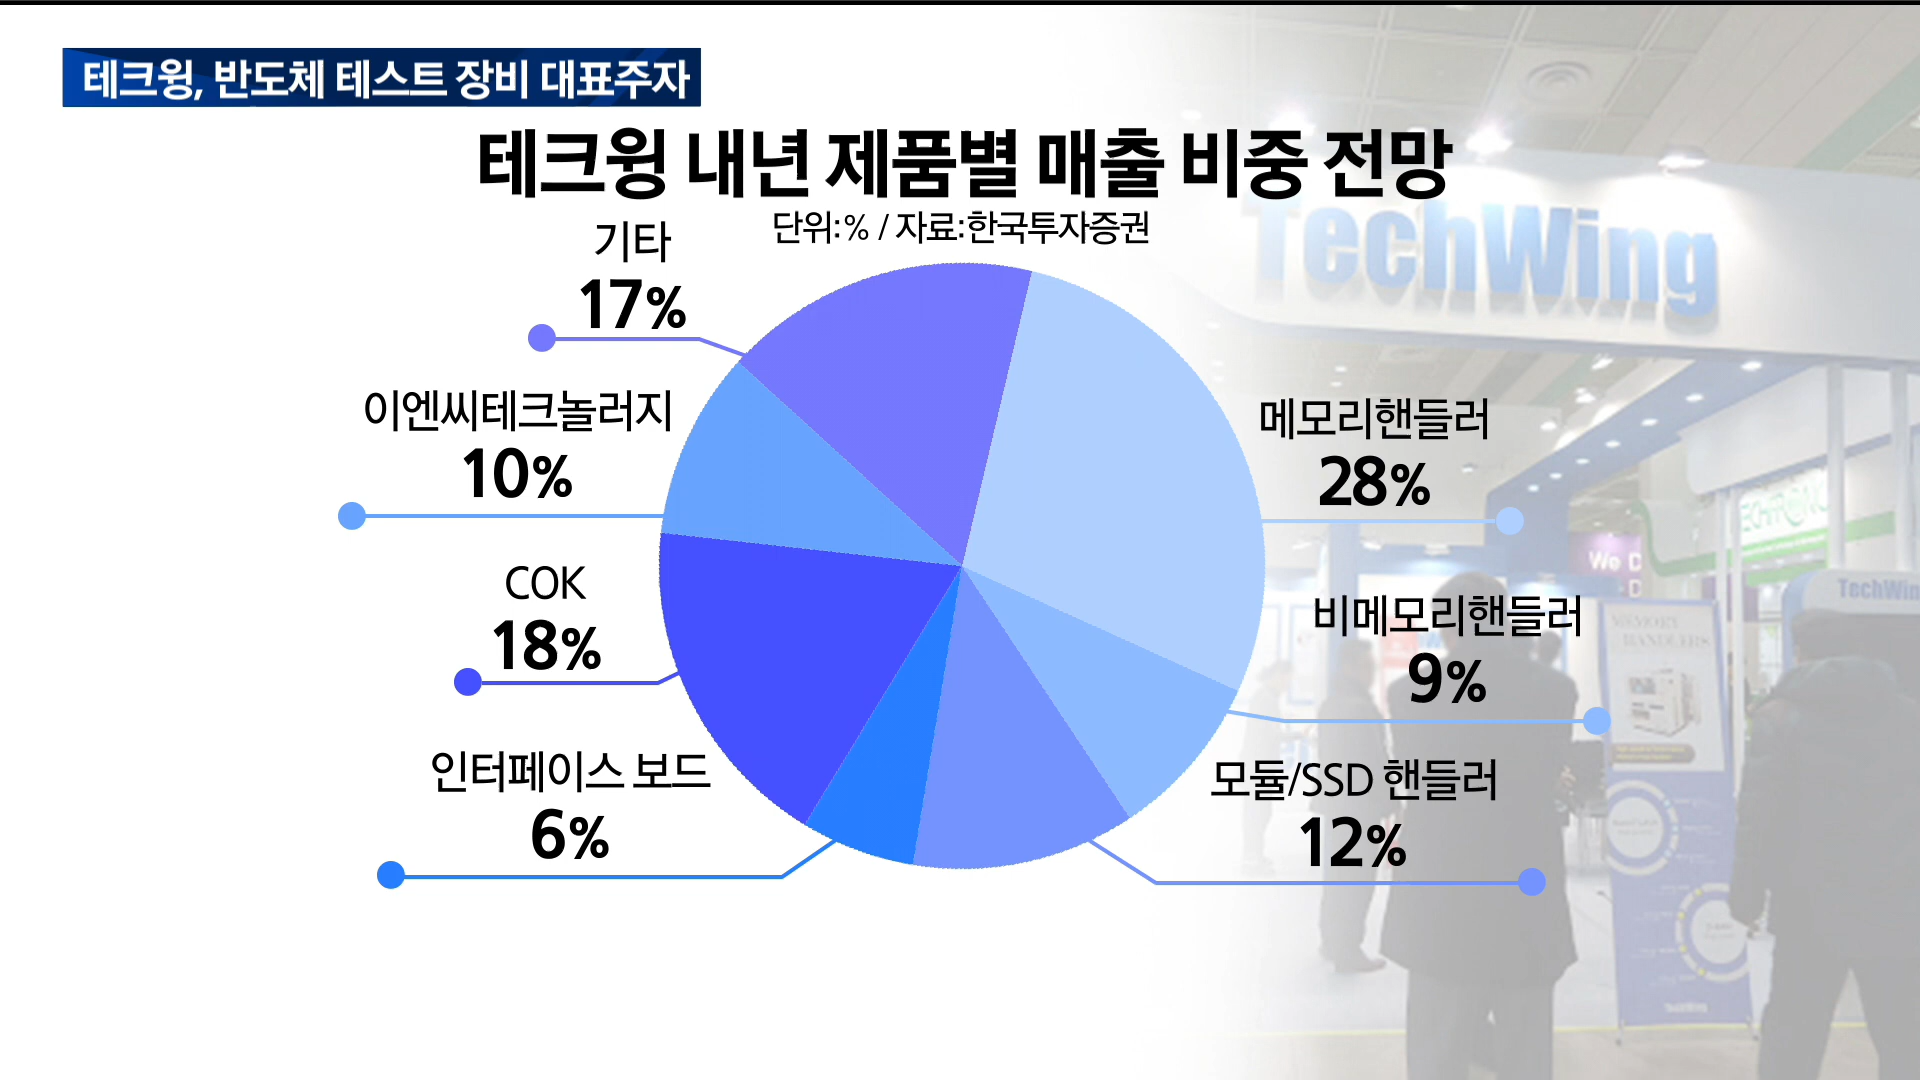 테크윙, 반도체 테스트 장비 대표주자
테크윙 내년 제품별 매출 비중 전망
단위:% / 자료:한국투자증권
기타
17%
이엔씨테크놀러지
10%
COK
18%
인터페이스 보드
6%
메모리핸들러
28%
비메모리핸들러
9%
모듈/SSD 핸들러
12%
TechWing
We D
TechWing
MEMORY
HANDLERS